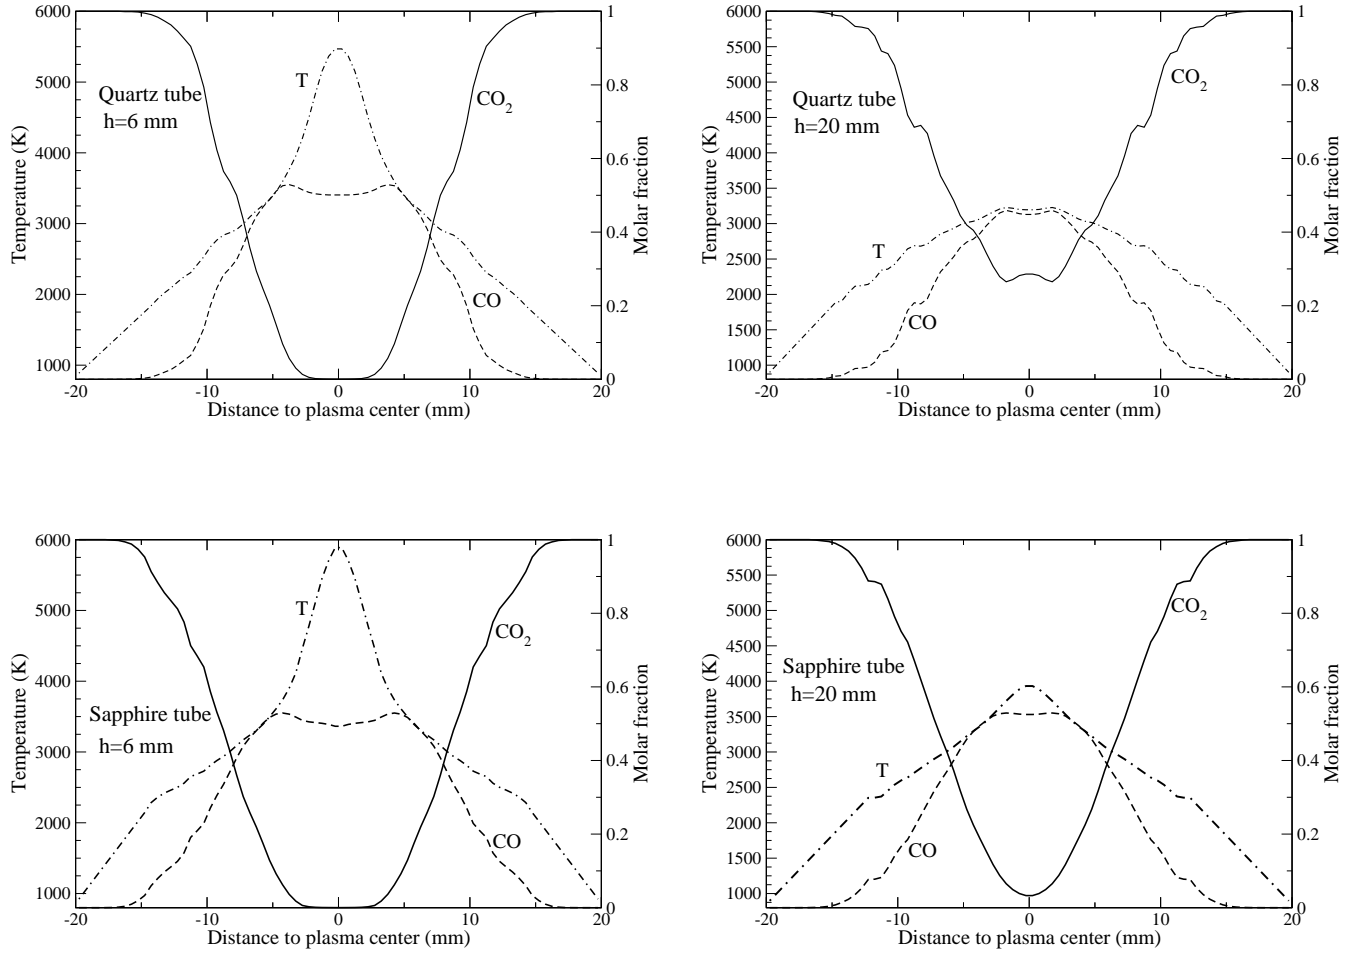 6000
5000
4000
3000
2000
1000
Temperature (K)
Quartz tube
h=6 mm
T
CO2
CO
1
0.8
0.6
0.4
0.2
0
Molar fraction
-20 -10 0 10 20
Distance to plasma center (mm)
6000
5500
5000
4500
4000
3500
3000
2500
2000
1500
1000
Temperature (K)
Quartz tube
h=20 mm
CO2
T
CO
1
0.8
0.6
0.4
0.2
0
Molar fraction
-20 -10 0 10 20
Distance to plasma center (mm)
6000
5000
4000
3000
2000
1000
Temperature (K)
T
CO2
Sapphire tube
h=6 mm
CO
1
0.8
0.6
0.4
0.2
0
Molar fraction
-20 -10 0 10 20
Distance to plasma center (mm)
6000
5500
5000
4500
4000
3500
3000
2500
2000
1500
1000
Temperature (K)
CO2
Sapphire tube
h=20 mm
T
CO
1
0.8
0.6
0.4
0.2
0
Molar fraction
-20 -10 0 10 20
Distance to plasma center (mm)